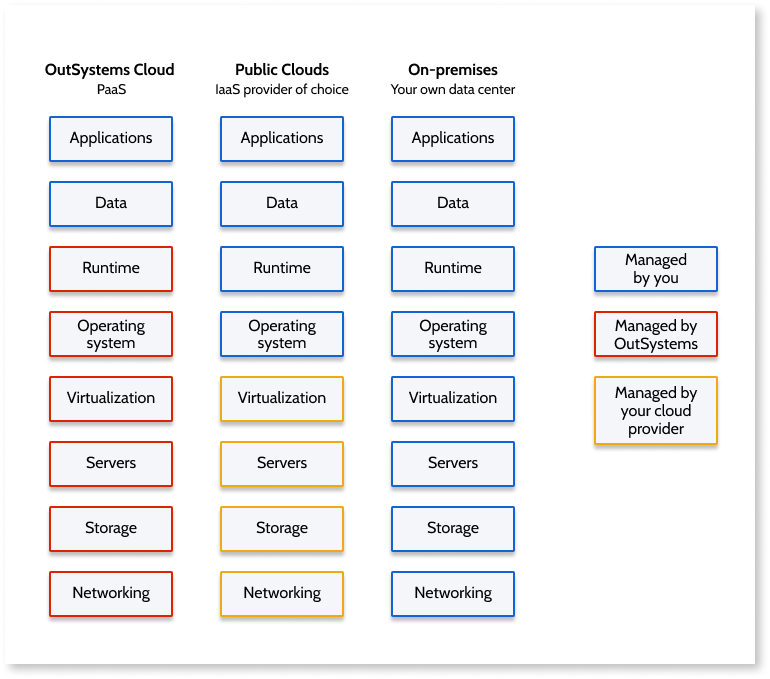 OutSystems Cloud
PaaS
Applications
Data
Runtime
Operating
system
Virtualization
Servers
Storage
Networking
Public Clouds
IaaS provider of choice
Applications
Data
Runtime
Operating
system
Virtualization
Servers
Storage
Networking
On-premises
Your own data center
Applications
Data
Runtime
Operating
system
Virtualization
Servers
Storage
Networking
Managed
by you
Managed by
OutSystems
Managed by
your cloud
provider